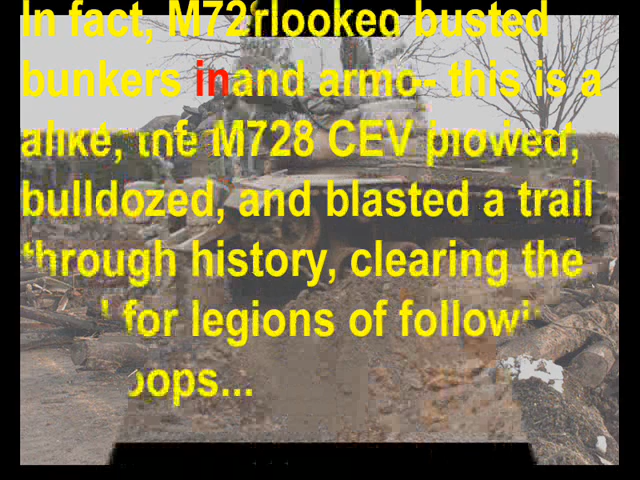 In fact, M72rlooked busted
bunkers inand armo- this is a
alike, the M728 CEV plowed,
bulldozed, and blasted a trail
through history, clearing the
for legions of followi
oops...